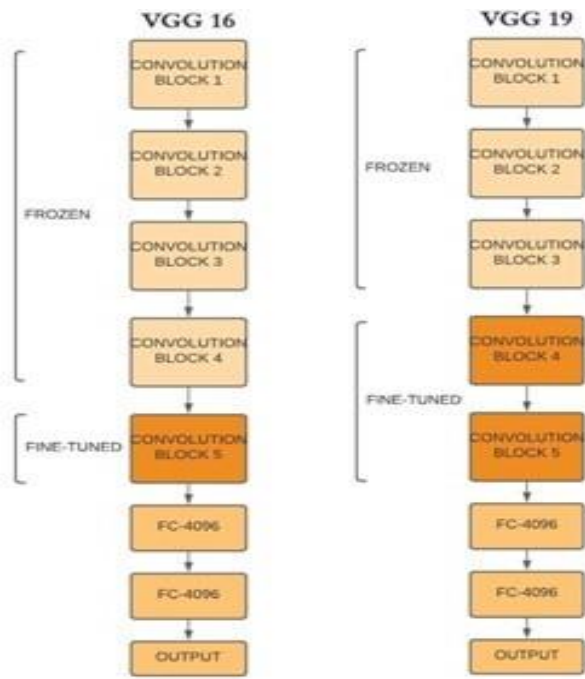 VGG 16
CONVOLUTION
BLOCK 1
CONVOLUTION
BLOCK 2
FROZEN
CONVOLUTION
BLOCK 3
CONVOLUTION
BLOCK 4
FINE-TUNED
CONVOLUTION
BLOCK 5
FC-4096
FC-4096
OUTPUT
VGG 19
CONVOLUTION
BLOCK 1
FROZEN
CONVOLUTION
BLOCK 2
CONVOLUTION
BLOCK 3
CONVOLUTION
BLOCK 4
FINE-TUNED
CONVOLUTION
BLOCK 5
FC-4096
FC-4096
OUTPUT